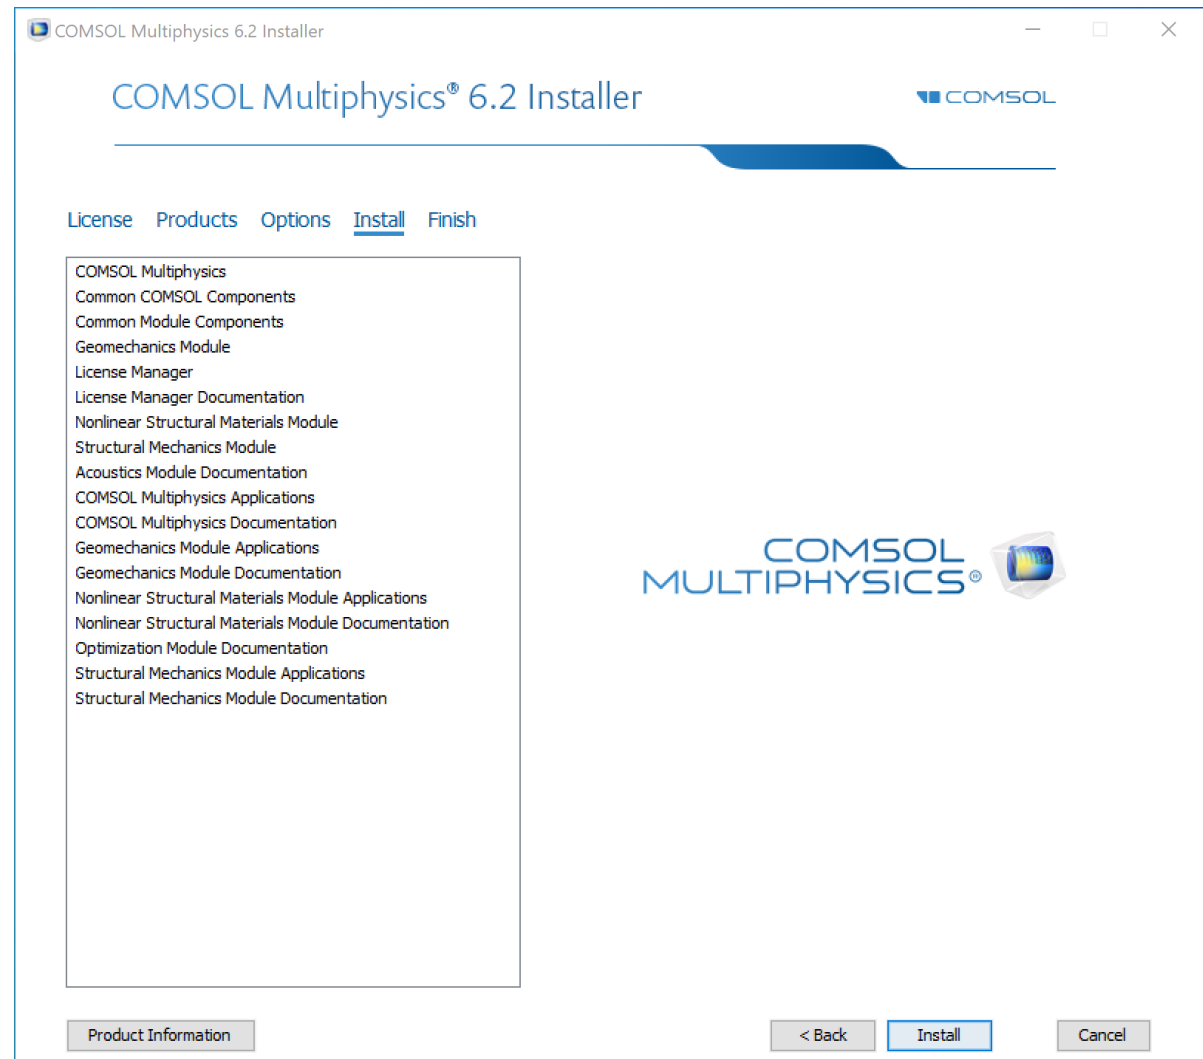 COMSOL Multiphysics 6.2 Installer
COMSOL Multiphysics® 6.2 Installer
COMSOL
License Products Options Install Finish
COMSOL Multiphysics
Common COMSOL Components
Common Module Components
Geomechanics Module
License Manager
License Manager Documentation
Nonlinear Structural Materials Module
Structural Mechanics Module
Acoustics Module Documentation
COMSOL Multiphysics Applications
COMSOL Multiphysics Documentation
Geomechanics Module Applications
Geomechanics Module Documentation
Nonlinear Structural Materials Module Applications
Nonlinear Structural Materials Module Documentation
Optimization Module Documentation
Structural Mechanics Module Applications
Structural Mechanics Module Documentation
COMSOL
MULTIPHYSICS®
Product Information < Back Install Cancel